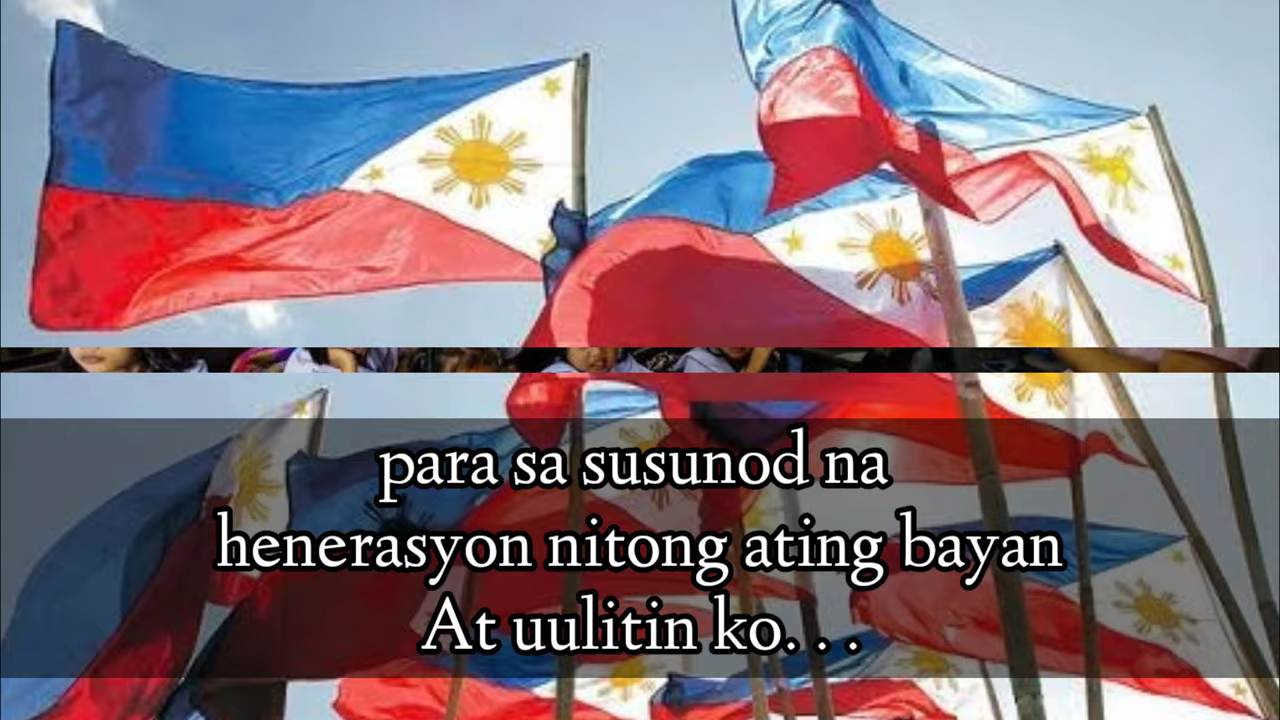 para sa susunod na
henerasyon nitong ating bayan
At uulitin ko. . .